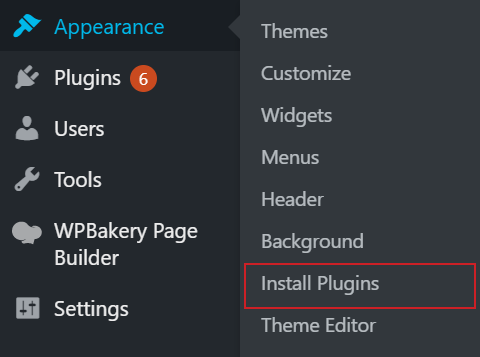 Appearance
Plugins 6
Users
Tools
WPBakery Page
Builder
Settings
Themes
Customize
Widgets
Menus
Header
Background
Install Plugins
Theme Editor